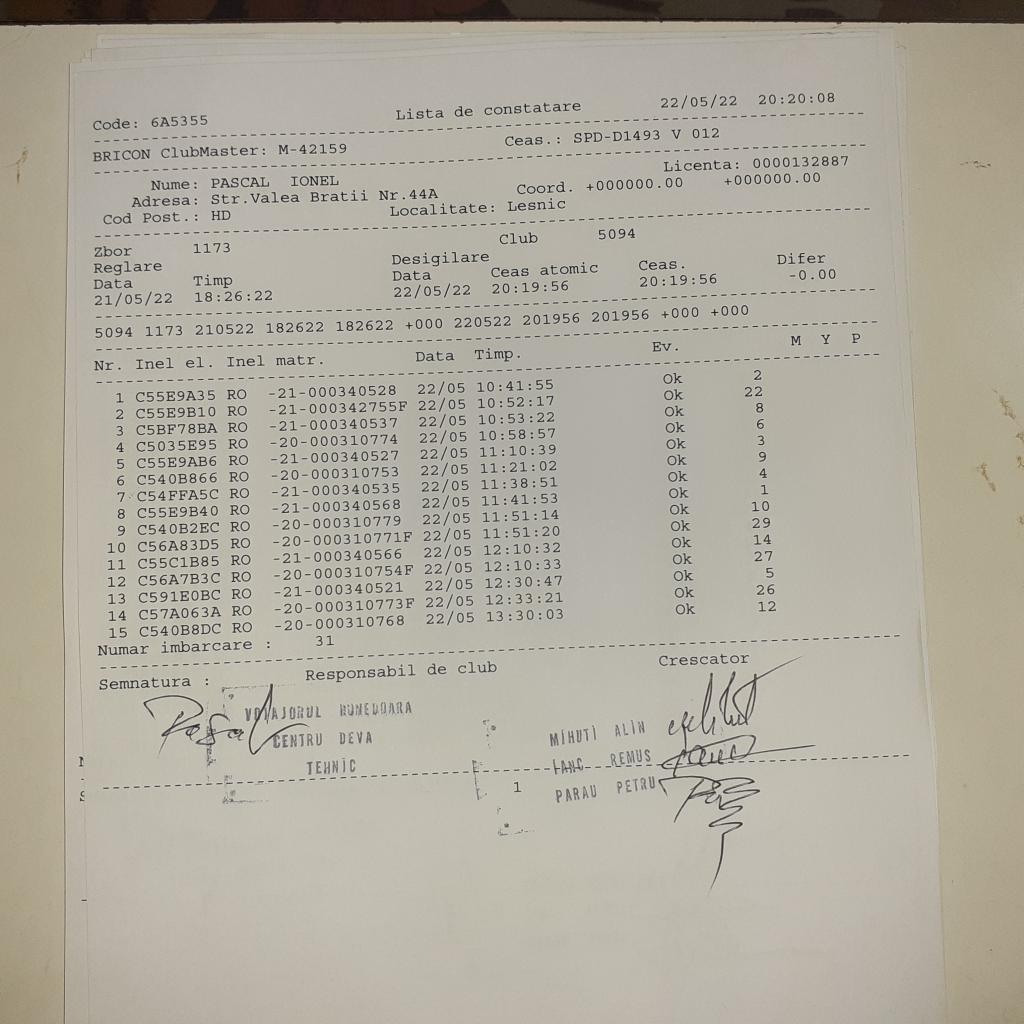 Code: 6A5355 Lista de constatare 22/05/22 20:20:08
BRICON ClubMaster: M-42159 Ceas.: SPD-D1493 V 012
Licenta: 0000132887
Nume: PASCAL IONEL
Adresa: Str.Valea Bratii Nr.44A Coord. +000000.00 +000000.00
Cod Post.: HD Localitate: Lesnic
Zbor 1173 Club 5094
Reglare Desigilare
Data Timp Data Ceas atomic Ceas. Difer
21/05/22 18:26:22 22/05/22 20:19:56 20:19:56 -0.00
5094 1173 210522 182622 182622 +000 220522 201956 201956 +000 +000
Nr. Inel el. Inel matr. Data Timp. Ev. M Y P
1 C55E9A35 RO -21-000340528 22/05 10:41:55 Ok 2
2 C55E9B10 RO -21-000342755F 22/05 10:52:17 Ok 22
3 C5BF78BA RO -21-000340537 22/05 10:53:22 Ok 8
4 C5035E95 RO -20-000310774 22/05 10:58:57 Ok 6
5 C55E9AB6 RO -21-000340527 22/05 11:10:39 Ok 3
6 C540B866 RO -20-000310753 22/05 11:21:02 Ok 9
7 C54FFA5C RO -21-000340535 22/05 11:38:51 Ok 4
8 C55E9B40 RO -21-000340568 22/05 11:41:53 Ok 1
9 C540B2EC RO -20-000310779 22/05 11:51:14 Ok 10
10 C56A83D5 RO -20-000310771F 22/05 11:51:20 Ok 29
11 C55C1B85 RO -21-000340566 22/05 12:10:32 Ok 14
12 C56A7B3C RO -20-000310754F 22/05 12:10:33 Ok 27
13 C591E0BC RO -21-000340521 22/05 12:30:47 Ok 5
14 C57A063A RO -20-000310773F 22/05 12:33:21 Ok 26
15 C540B8DC RO -20-000310768 22/05 13:30:03 Ok 12
Numar imbarcare : 31
Semnatura : Responsabil de club Crescator
VOIAJORUL HUNEDOARA
CENTRU DEVA
TEHNIC
MIHUTI ALIN
IANC REMUS
PARAU PETRU
1